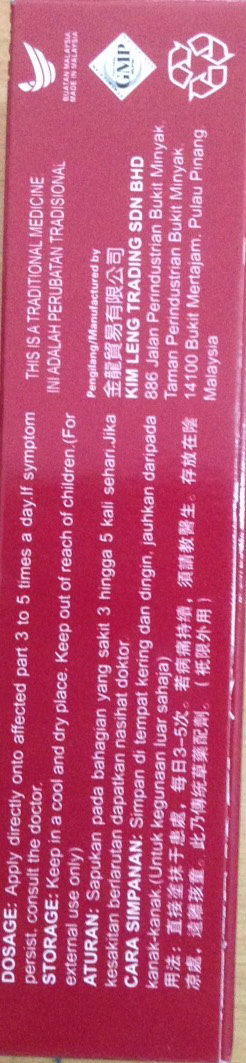 DOSAGE: Apply directly onto affected part 3 to 5 times a day.If symptom
persist, consult the doctor.
STORAGE: Keep in a cool and dry place. Keep out of reach of children.(For
external use only)
ATURAN: Sapukan pada bahagian yang sakit 3 hingga 5 kali sehari.Jika
kesakitan berlarutan dapatkan nasihat doktor.
CARA SIMPANAN: Simpan di tempat kering dan dingin, jauhkan daripada
kanak-kanak.(Untuk kegunaan luar sahaja)
用法：直接塗抹于患處，每日3-5次。若病痛持續，須請教醫生。存放在陰
涼處，遠離孩童。此乃傳統草藥配劑。（祇限外用）
THIS IS A TRADITIONAL MEDICINE
INI ADALAH PERUBATAN TRADISIONAL
Pengilang/Manufactured by
金龍貿易有限公司
KIM LENG TRADING SDN BHD
886 Jalan Perindustrian Bukit Minyak,
Taman Perindustrian Bukit Minyak,
14100 Bukit Mertajam, Pulau Pinang,
Malaysia
BUATAN MALAYSIA
MADE IN MALAYSIA
GMP